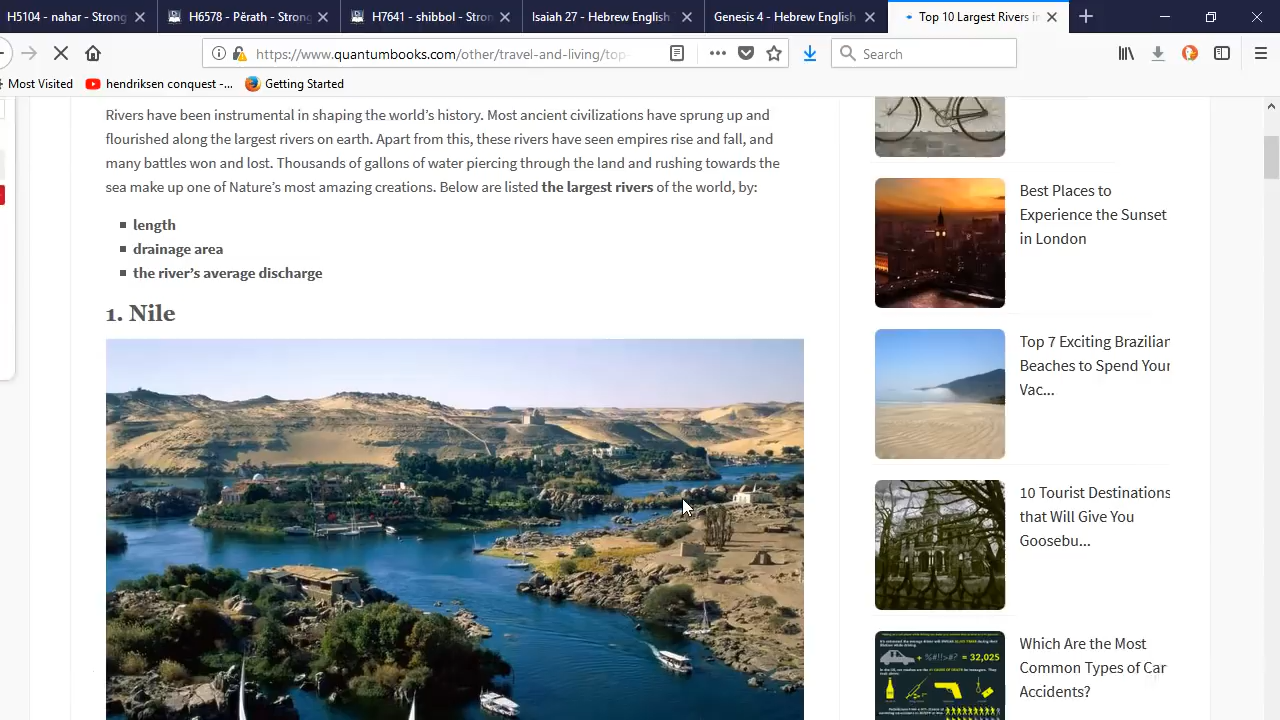 H5104 - nahar - Strong
H6578 - Pĕrath - Strong
H7641 - shibbol - Stron
Isaiah 27 - Hebrew English
Genesis 4 - Hebrew English
Top 10 Largest Rivers in
https://www.quantumbooks.com/other/travel-and-living/top-
Search
Most Visited
hendriksen conquest -...
Getting Started
Rivers have been instrumental in shaping the world's history. Most ancient civilizations have sprung up and
flourished along the largest rivers on earth. Apart from this, these rivers have seen empires rise and fall, and
many battles won and lost. Thousands of gallons of water piercing through the land and rushing towards the
sea make up one of Nature's most amazing creations. Below are listed the largest rivers of the world, by:
length
drainage area
the river's average discharge
1. Nile
Best Places to
Experience the Sunset
in London
Top 7 Exciting Brazilian
Beaches to Spend Your
Vac...
10 Tourist Destinations
that Will Give You
Goosebu...
Which Are the Most
Common Types of Car
Accidents?
+ %#!!>#? = 32,025